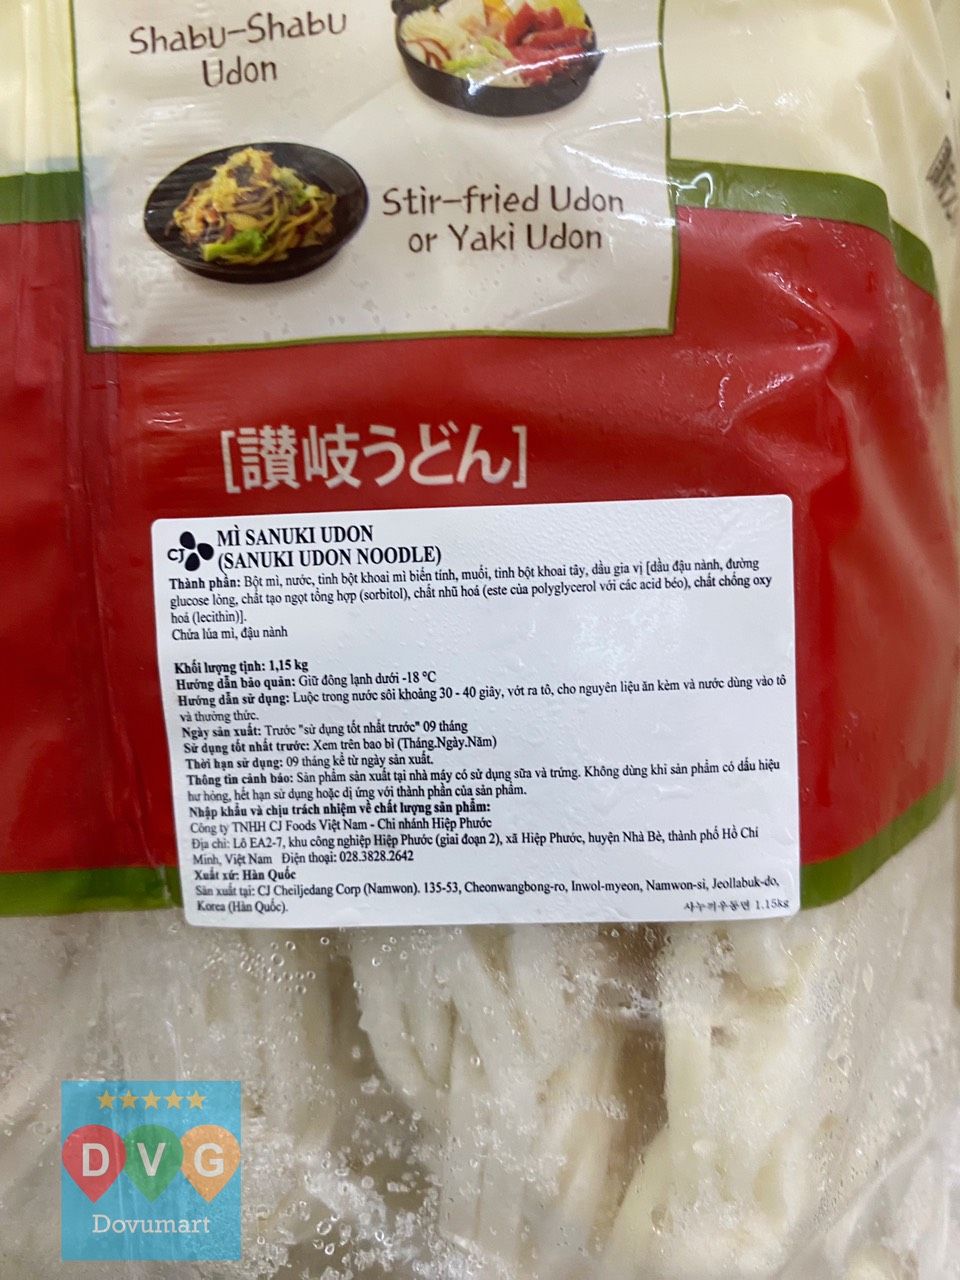 Shabu-Shabu
Udon
Stir-fried Udon
or Yaki Udon
[讃岐うどん]
CJ
MÌ SANUKI UDON
(SANUKI UDON NOODLE)
Thành phần: Bột mì, nước, tinh bột khoai mì biến tính, muối, tinh bột khoai tây, dầu gia vị [dầu đậu nành, đường
glucose lỏng, chất tạo ngọt tổng hợp (sorbitol), chất nhũ hoá (este của polyglycerol với các acid béo), chất chống oxy
hoá (lecithin)].
Chứa lúa mì, đậu nành
Khối lượng tịnh: 1,15 kg
Hướng dẫn bảo quản: Giữ đông lạnh dưới -18 °C
Hướng dẫn sử dụng: Luộc trong nước sôi khoảng 30 - 40 giây, vớt ra tô, cho nguyên liệu ăn kèm và nước dùng vào tô
và thưởng thức.
Ngày sản xuất: Trước "sử dụng tốt nhất trước" 09 tháng
Sử dụng tốt nhất trước: Xem trên bao bì (Tháng.Ngày.Năm)
Thời hạn sử dụng: 09 tháng kể từ ngày sản xuất.
Thông tin cảnh báo: Sản phẩm sản xuất tại nhà máy có sử dụng sữa và trứng. Không dùng khi sản phẩm có dấu hiệu
hư hỏng, hết hạn sử dụng hoặc dị ứng với thành phần của sản phẩm.
Nhập khẩu và chịu trách nhiệm về chất lượng sản phẩm:
Công ty TNHH CJ Foods Việt Nam - Chi nhánh Hiệp Phước
Địa chỉ: Lô EA2-7, khu công nghiệp Hiệp Phước (giai đoạn 2), xã Hiệp Phước, huyện Nhà Bè, thành phố Hồ Chí
Minh, Việt Nam Điện thoại: 028.3828.2642
Xuất xứ: Hàn Quốc
Sản xuất tại: CJ Cheiljedang Corp (Namwon). 135-53, Cheonwangbong-ro, Inwol-myeon, Namwon-si, Jeollabuk-do,
Korea (Hàn Quốc).
사누끼우동면 1.15kg
DVG
Dovumart